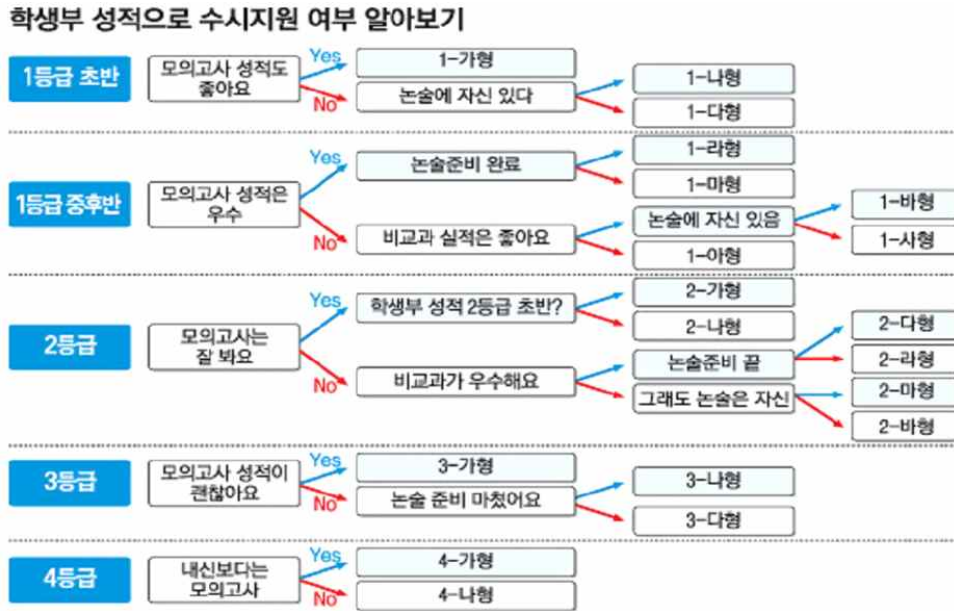 학생부 성적으로 수시지원 여부 알아보기
1등급 초반
모의고사 성적도
좋아요
Yes
No
1-가형
논술에 자신 있다
1-나형
1-다형
1등급 중후반
모의고사 성적은
우수
Yes
No
논술준비 완료
1-라형
1-마형
비교과 실적은 좋아요
논술에 자신 있음
1-아형
1-바형
1-사형
2등급
모의고사는
잘 봐요
Yes
No
학생부 성적 2등급 초반?
2-가형
2-나형
비교과가 우수해요
논술준비 끝
그래도 논술은 자신
2-다형
2-라형
2-마형
2-바형
3등급
모의고사 성적이
괜찮아요
Yes
No
3-가형
논술 준비 마쳤어요
3-나형
3-다형
4등급
내신보다는
모의고사
Yes
No
4-가형
4-나형